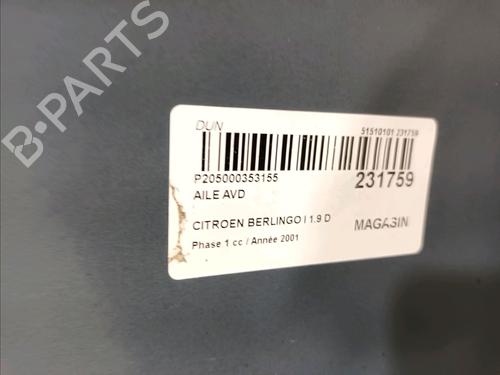 B-PARTS
DUN
51510101 231759
P205000353155
231759
AILE AVD
CITROEN BERLINGO I 1.9 D
MAGASIN
Phase 1 cc / Année 2001